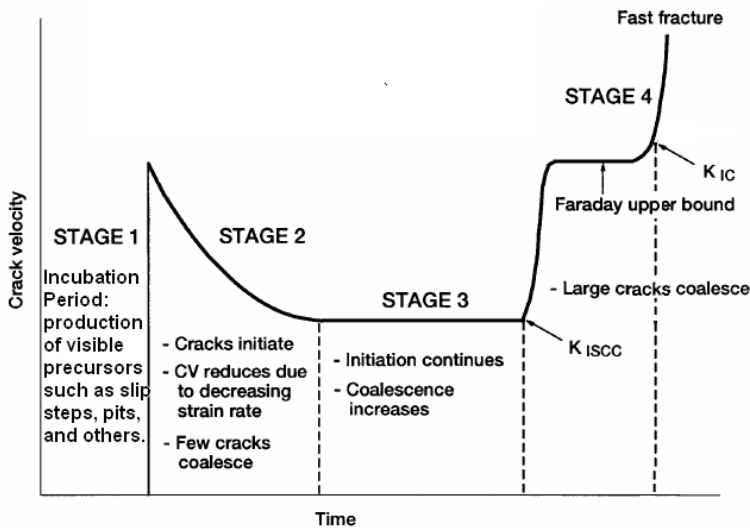 Fast fracture
STAGE 4
K IC
Faraday upper bound
Crack velocity
STAGE 1
STAGE 2
Incubation
Period:
production
of visible
precursors
such as slip
steps, pits,
and others.
STAGE 3
- Large cracks coalesce
- Cracks initiate
- CV reduces due
to decreasing
strain rate
- Few cracks
coalesce
- Initiation continues
- Coalescence
increases
K ISCC
Time